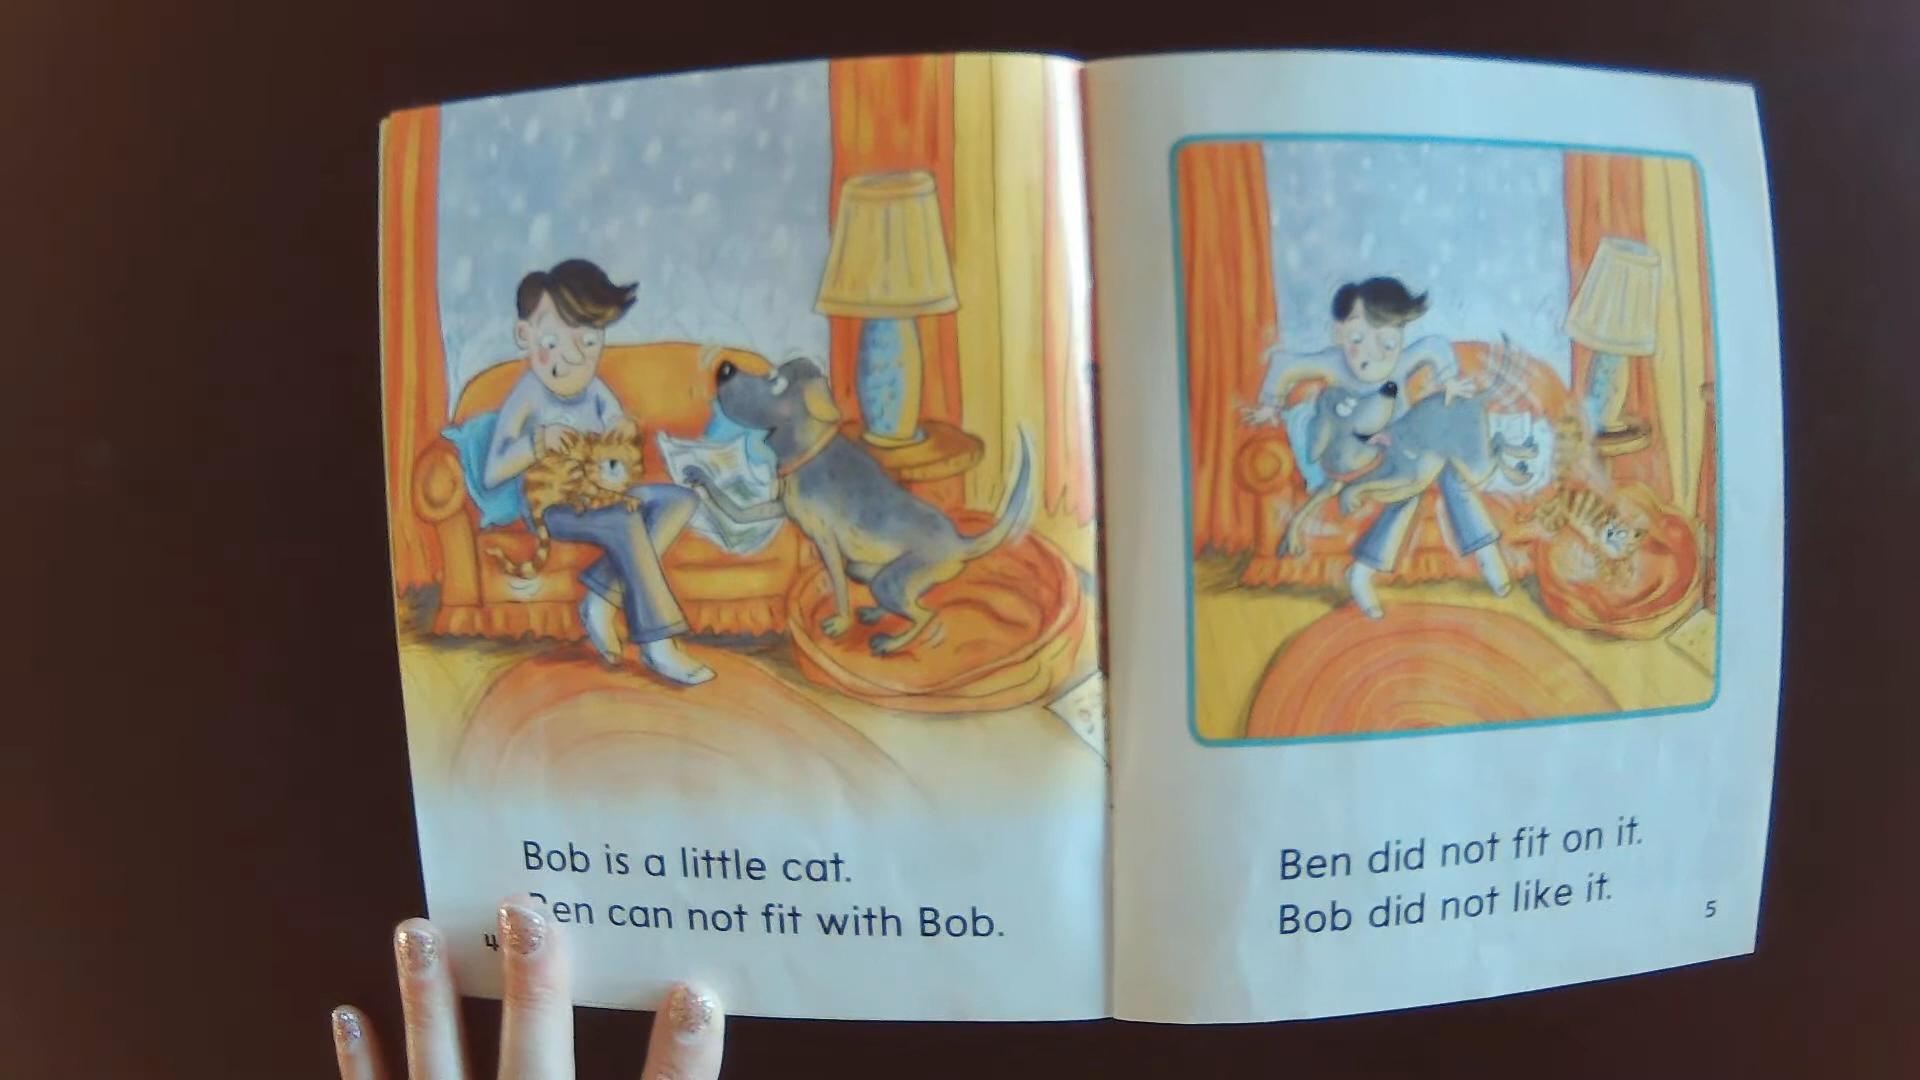 Bob is a little cat.
Ben can not fit with Bob.
4
Ben did not fit on it.
Bob did not like it.
5